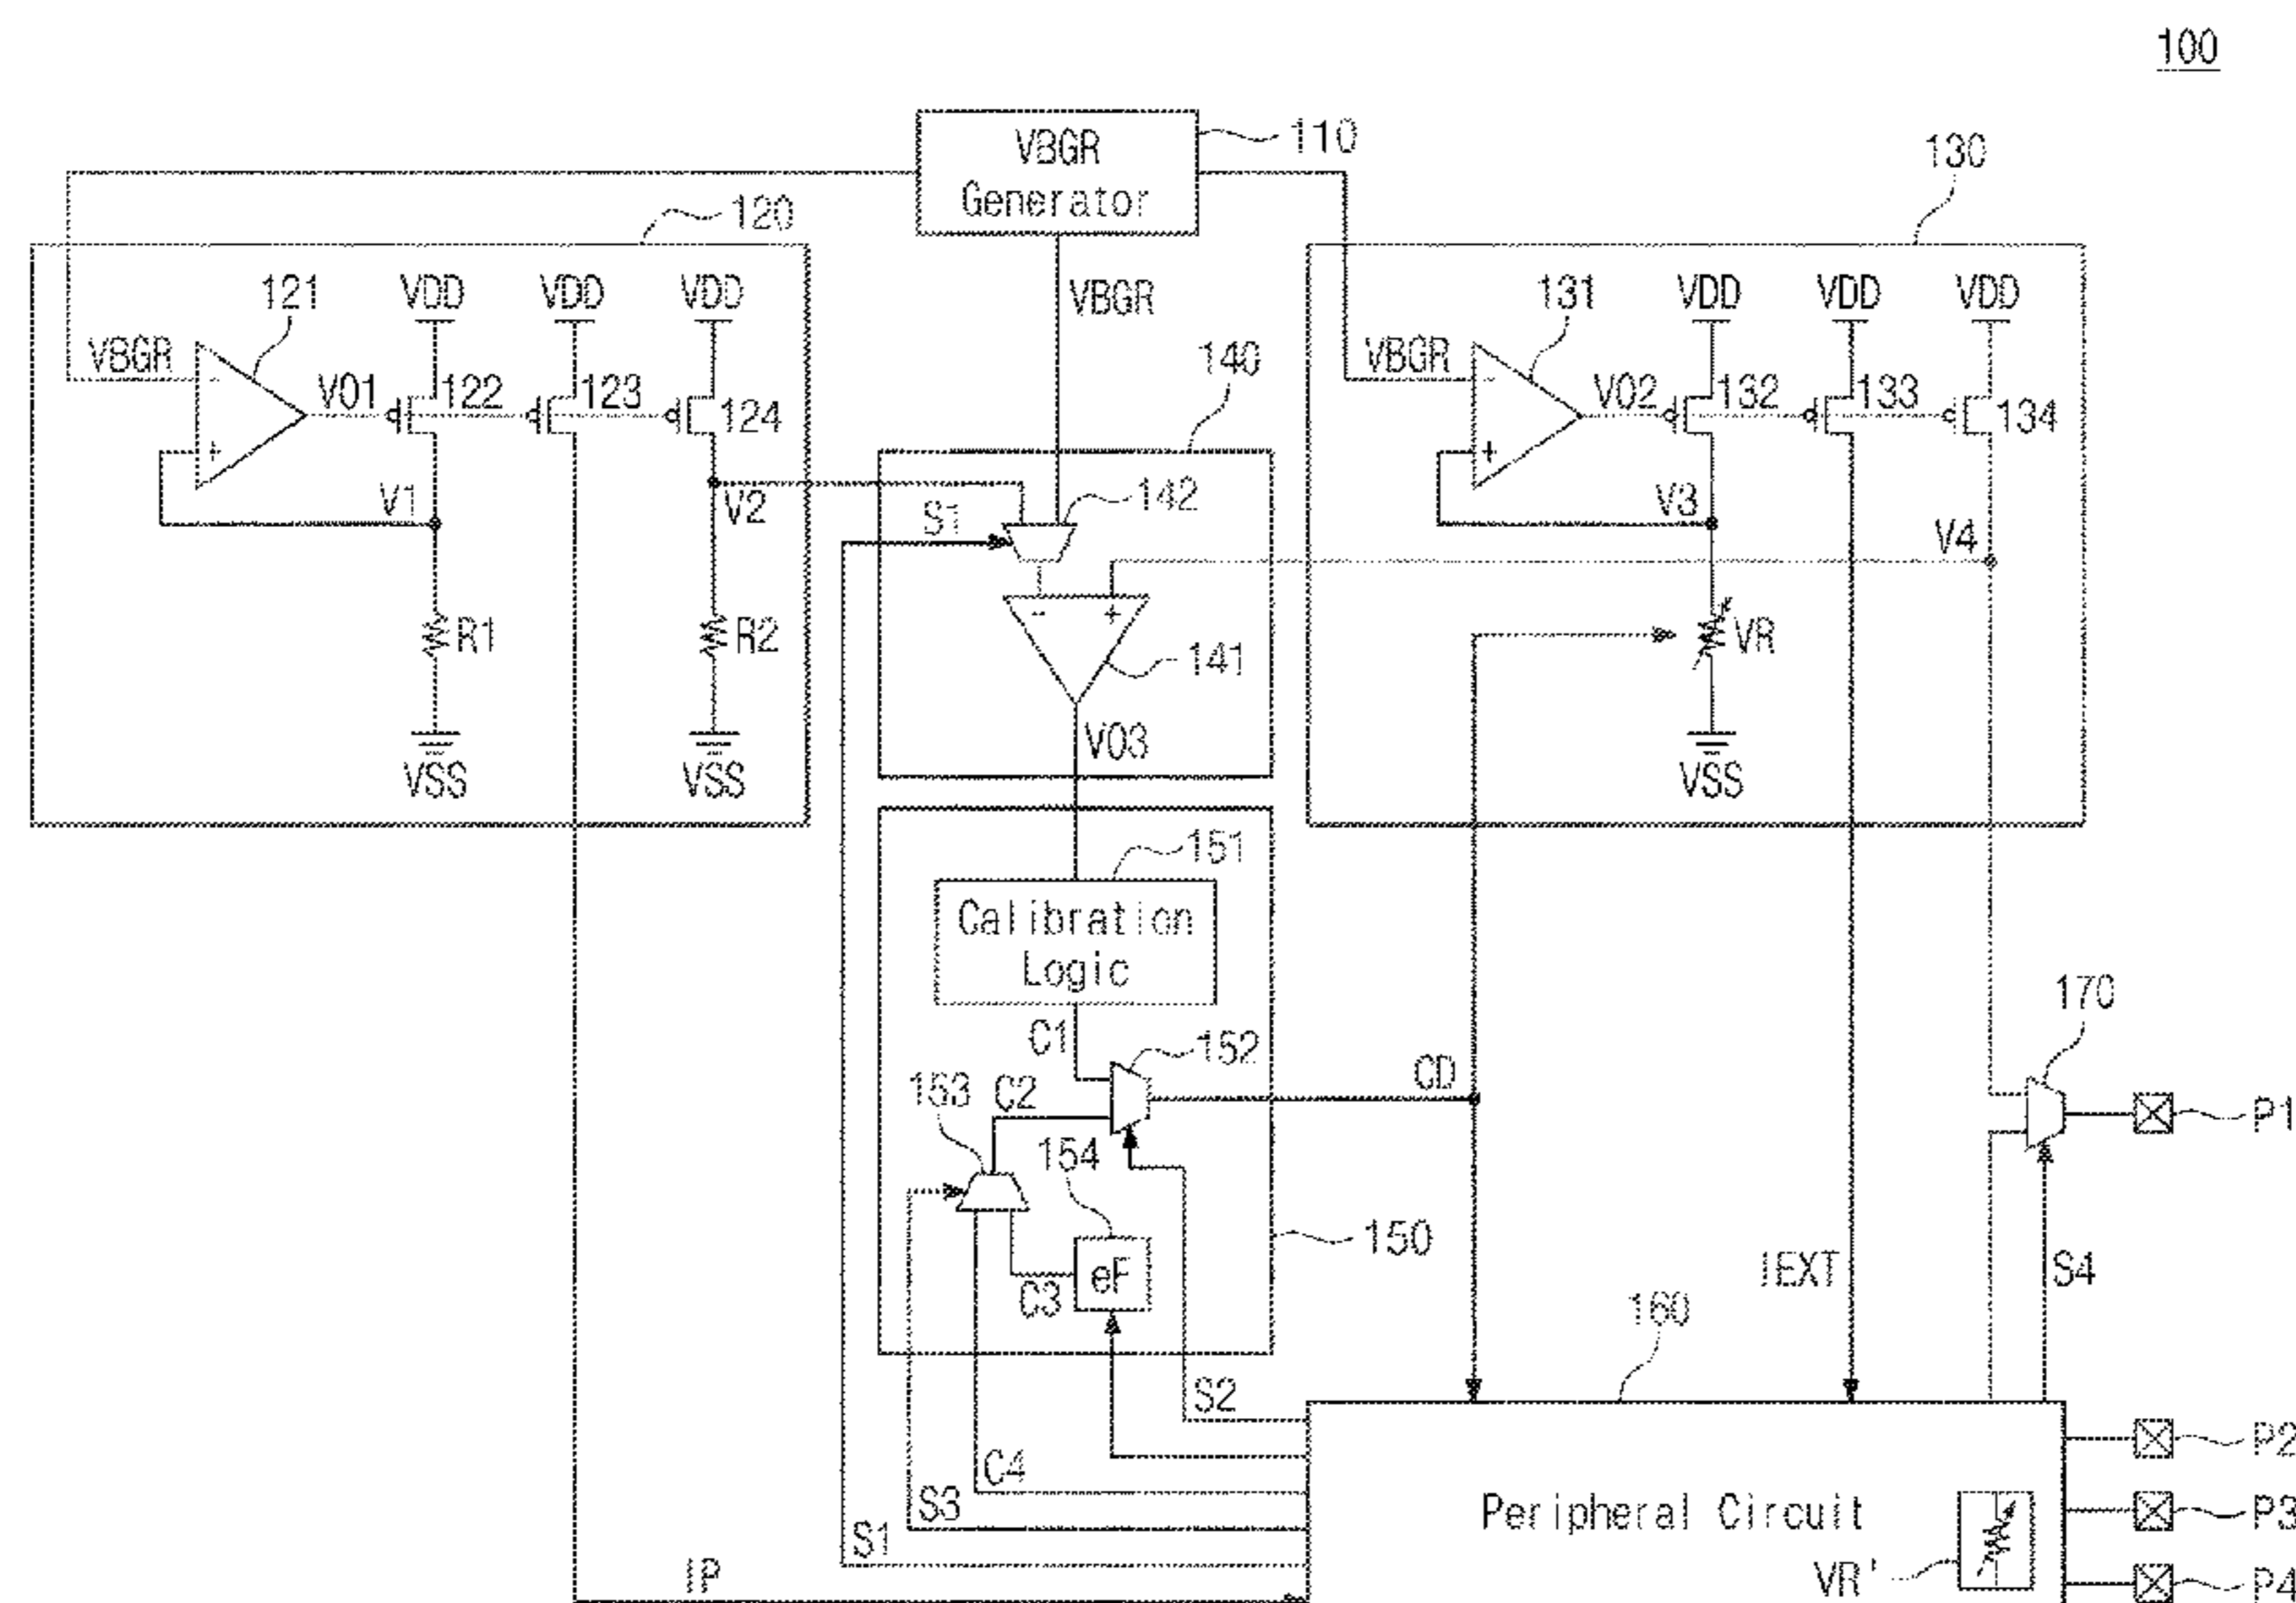 100
VBGR
Generator
110
130
120
VBGR
VDD
VDD
VDD
121
VBGR
-
+
VO1
122
123
124
V1
V2
R1
R2
VSS
VSS
140
S1
142
-
+
141
VO3
VDD
VDD
VDD
131
VBGR
-
+
VO2
132
133
134
V3
V4
VR
VSS
151
Calibration
Logic
C1
152
CD
153
C2
154
eF
C3
150
170
P1
IEXT
S4
160
S2
C4
S3
S1
IP
Peripheral Circuit
VR'
P2
P3
P4